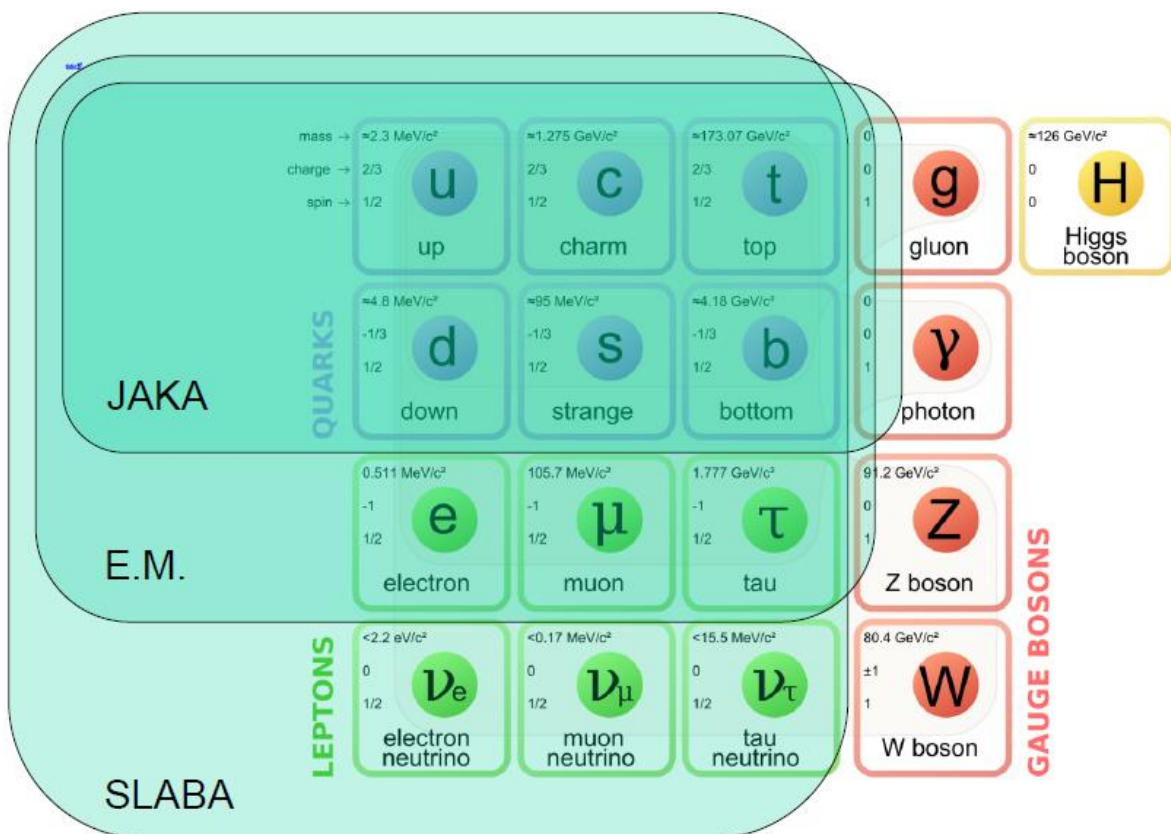 mass → ≈2.3 MeV/c² ≈1.275 GeV/c² ≈173.07 GeV/c² 0 ≈126 GeV/c²
charge → 2/3 2/3 2/3 0 0
spin → 1/2 1/2 1/2 1 0
u c t g H
up charm top gluon Higgs
boson
QUARKS
≈4.8 MeV/c² ≈95 MeV/c² ≈4.18 GeV/c² 0
-1/3 -1/3 -1/3 0
1/2 1/2 1/2 1
d s b γ
down strange bottom photon
JAKA
0.511 MeV/c² 105.7 MeV/c² 1.777 GeV/c² 91.2 GeV/c²
-1 -1 -1 0
1/2 1/2 1/2 1
e μ τ Z
electron muon tau Z boson
E.M.
GAUGE BOSONS
LEPTONS
<2.2 eV/c² <0.17 MeV/c² <15.5 MeV/c² 80.4 GeV/c²
0 0 0 ±1
1/2 1/2 1/2 1
νe νμ ντ W
electron muon tau W boson
neutrino neutrino neutrino
SLABA